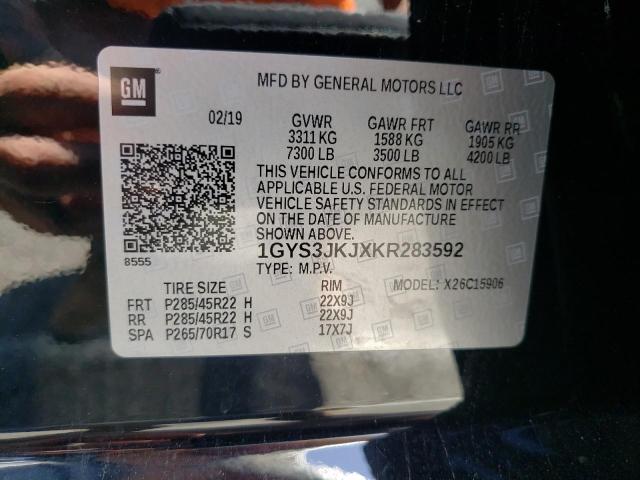 GM
MFD BY GENERAL MOTORS LLC
02/19 GVWR GAWR FRT GAWR RR
3311 KG 1588 KG 1905 KG
7300 LB 3500 LB 4200 LB
THIS VEHICLE CONFORMS TO ALL
APPLICABLE U.S. FEDERAL MOTOR
VEHICLE SAFETY STANDARDS IN EFFECT
ON THE DATE OF MANUFACTURE
SHOWN ABOVE.
8555 1GYS3JKJXKR283592
TYPE: M.P.V. MODEL: X26C15906
TIRE SIZE RIM
FRT P285/45R22 H 22X9J
RR P285/45R22 H 22X9J
SPA P265/70R17 S 17X7J